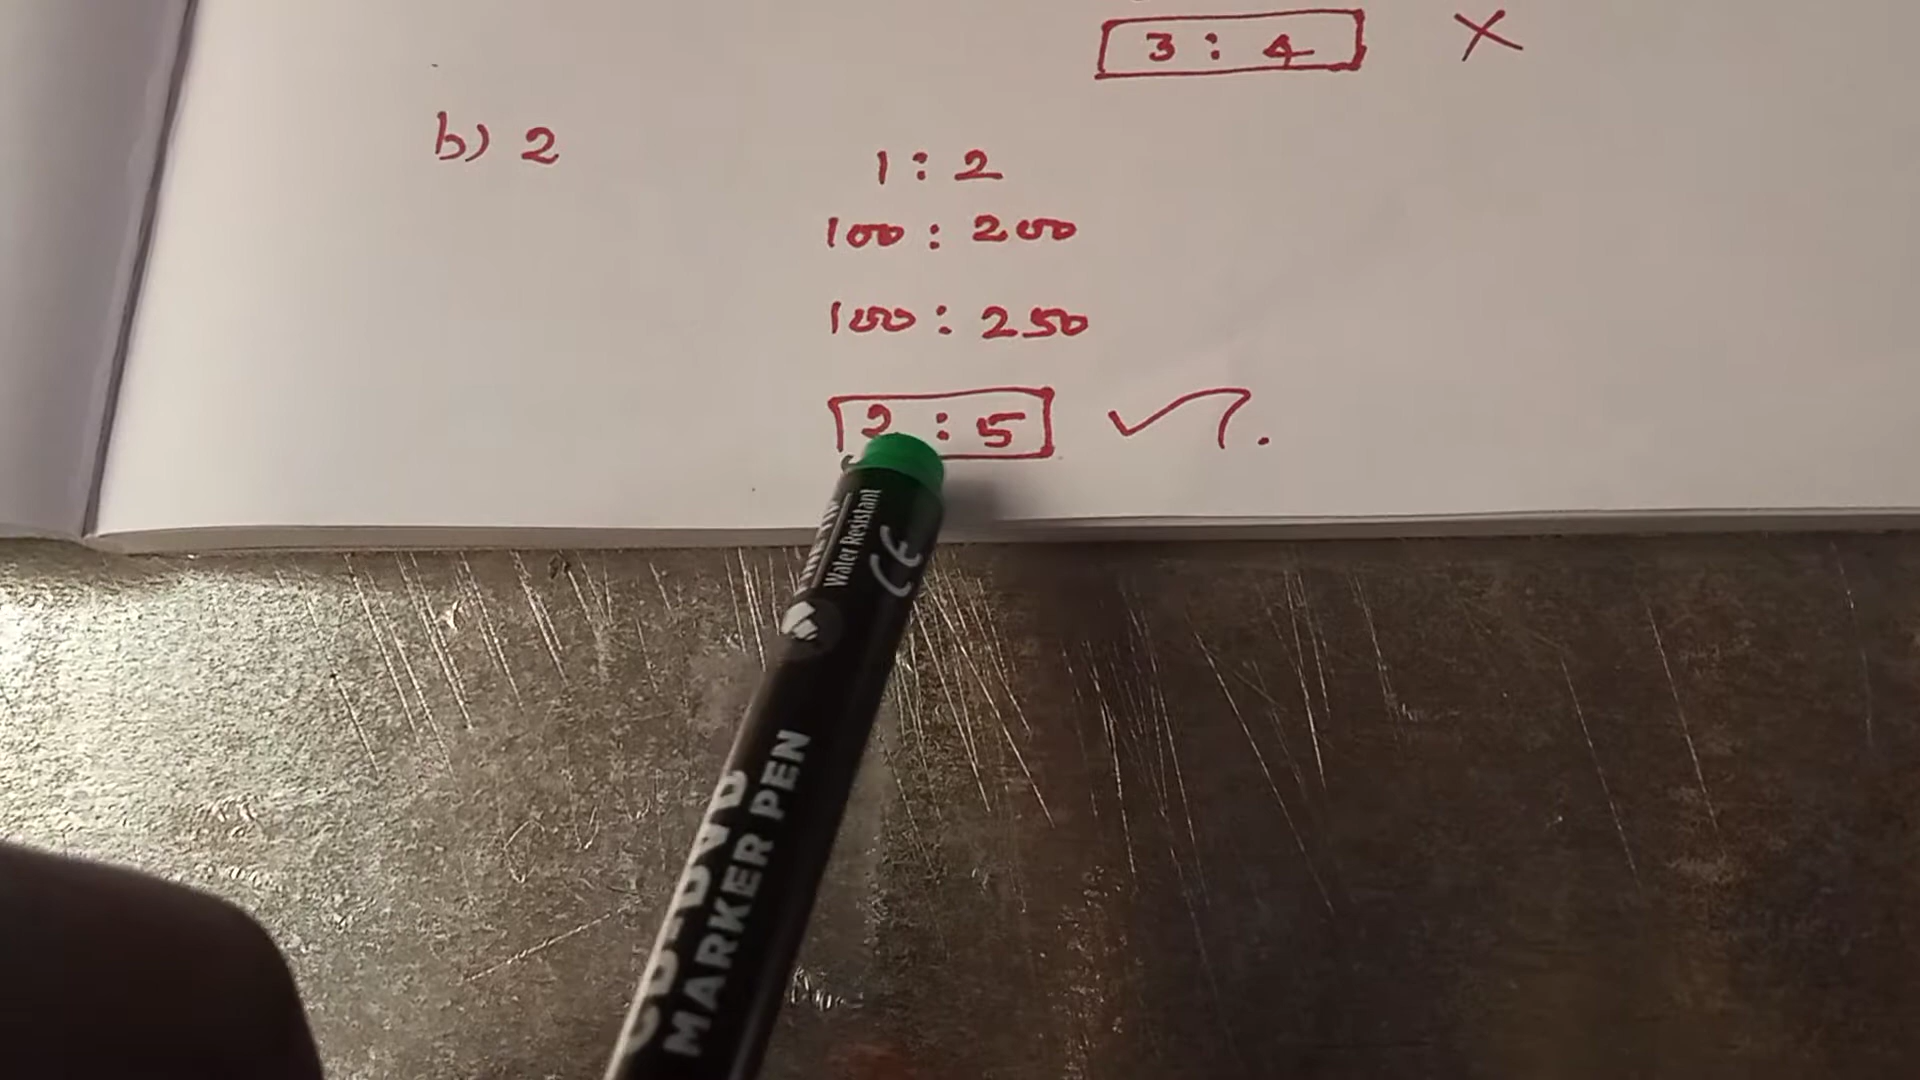 3 : 4 X
b) 2
1 : 2
100 : 200
100 : 250
2 : 5
Water Resistant
CE
MARKER PEN